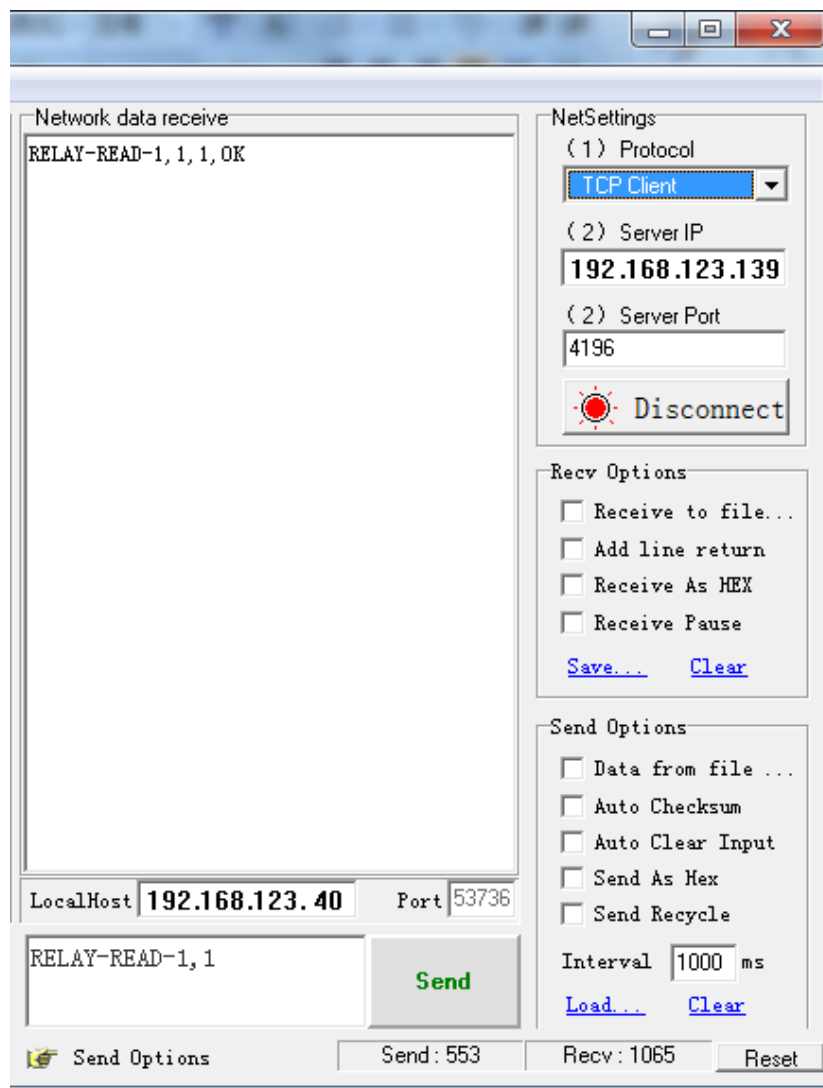 Network data receive
RELAY-READ-1,1,1,OK
NetSettings
(1) Protocol
TCP Client
(2) Server IP
192.168.123.139
(2) Server Port
4196
Disconnect
Recv Options
Receive to file...
Add line return
Receive As HEX
Receive Pause
Save... Clear
Send Options
Data from file ...
Auto Checksum
Auto Clear Input
Send As Hex
Send Recycle
Interval 1000 ms
Load... Clear
LocalHost 192.168.123.40 Port 53736
RELAY-READ-1,1
Send
Send Options Send : 553 Recv : 1065 Reset